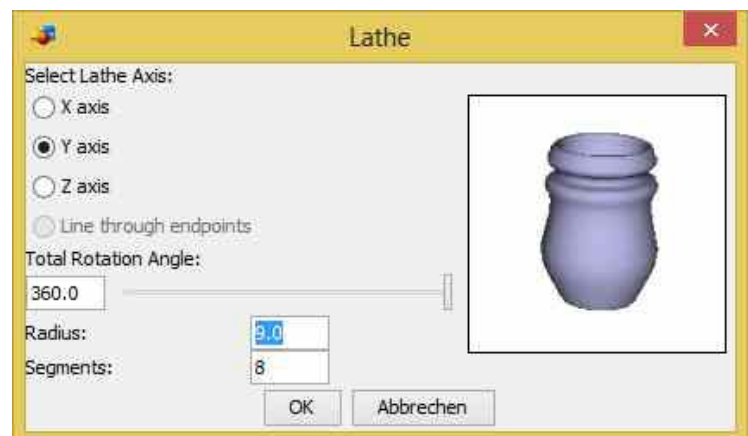 Lathe
Select Lathe Axis:
X axis
Y axis
Z axis
Line through endpoints
Total Rotation Angle:
360.0
Radius: 9.0
Segments: 8
OK Abbrechen